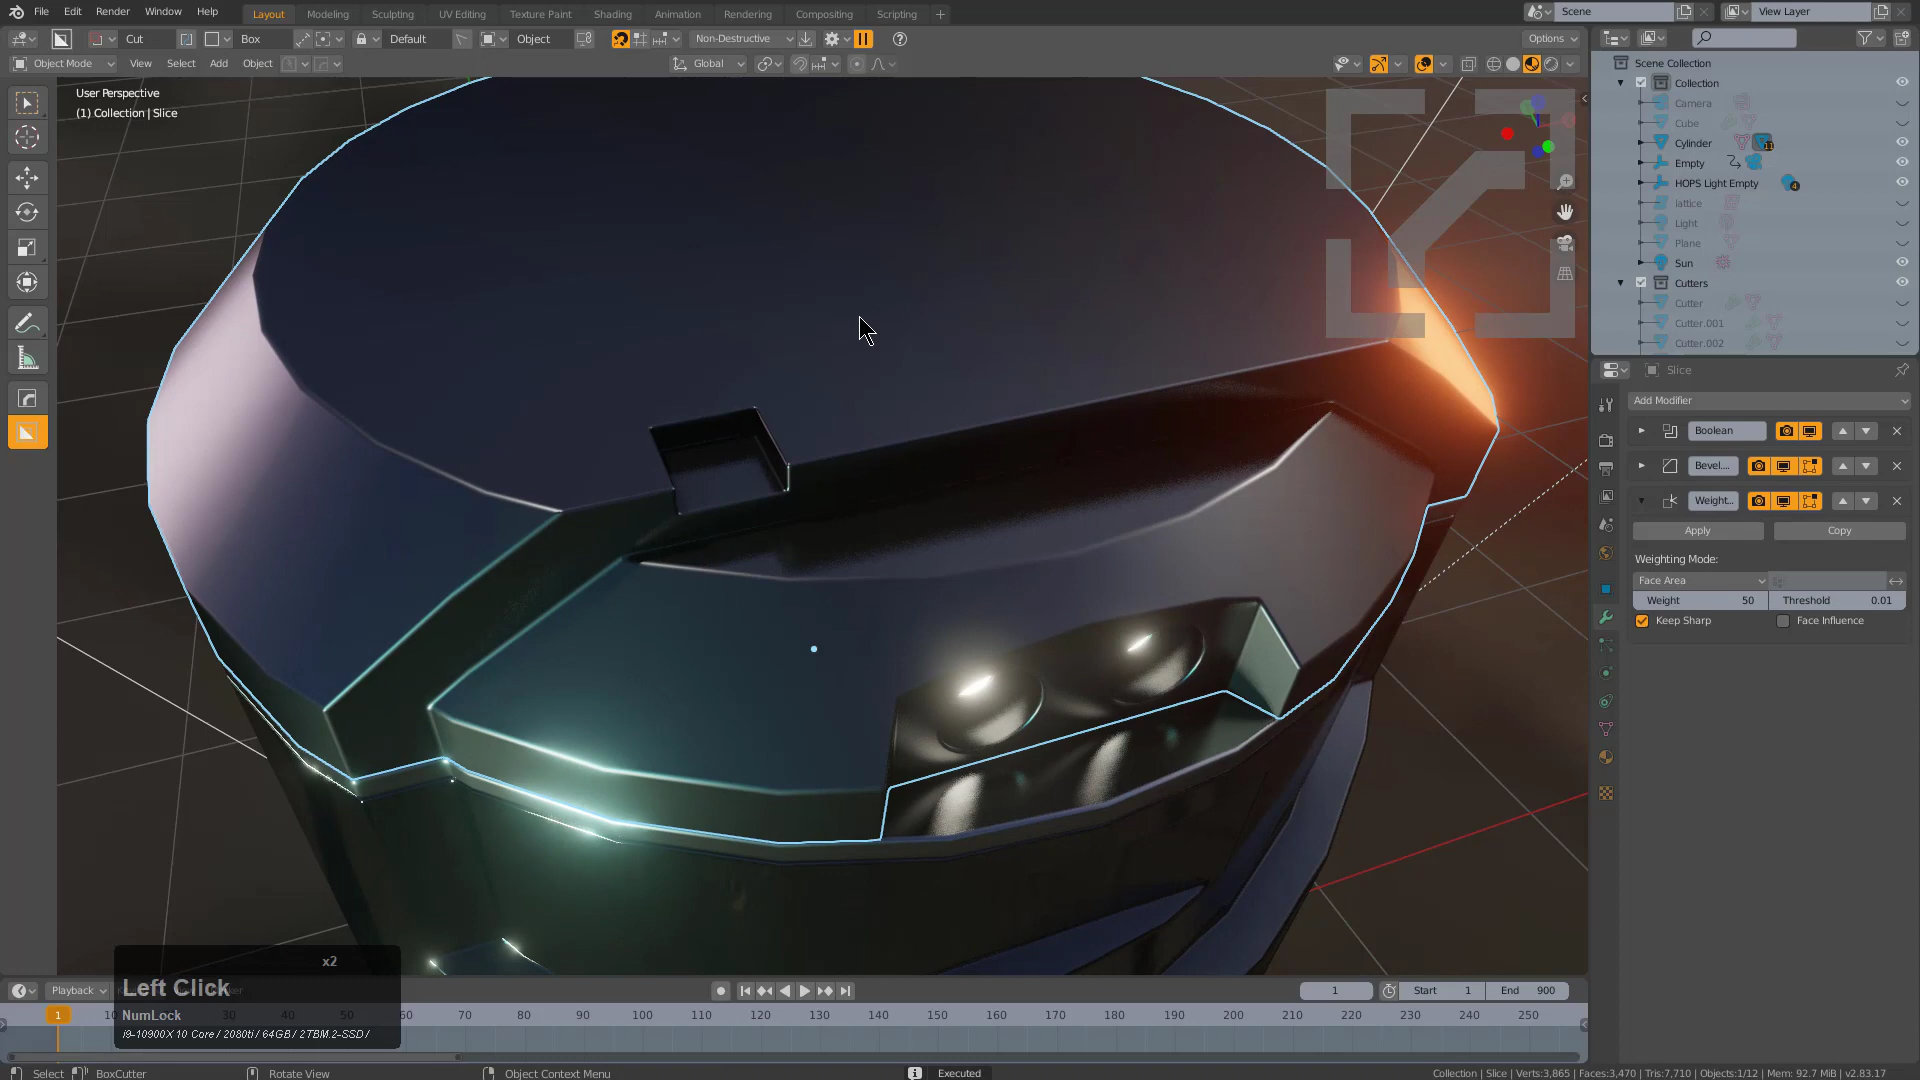 File Edit Render Window Help Layout Modeling Sculpting UV Editing Texture Paint Shading Animation Rendering Compositing Scripting + Scene View Layer
Cut Box Default Object Non-Destructive Options
Object Mode View Select Add Object Global
User Perspective
(1) Collection | Slice
Scene Collection
Collection
Camera
Cube
Cylinder 11
Empty
HOPS Light Empty 4
lattice
Light
Plane
Sun
Cutters
Cutter
Cutter.001
Cutter.002
Slice
Add Modifier
Boolean
Bevel...
Weight...
Apply Copy
Weighting Mode:
Face Area
Weight 50 Threshold 0.01
Keep Sharp Face Influence
x2
Left Click
NumLock
i9-10900X 10 Core / 2080ti / 64GB / 2TBM.2-SSD /
Playback 1 Start 1 End 900
1 10 30 40 50 60 70 80 90 100 110 120 130 140 150 160 170 180 190 200 210 220 230 240 250
Select BoxCutter Rotate View Object Context Menu Executed Collection | Slice | Verts:3,865 | Faces:3,470 | Tris:7,710 | Objects:1/12 | Mem: 92.7 MiB | v2.83.17